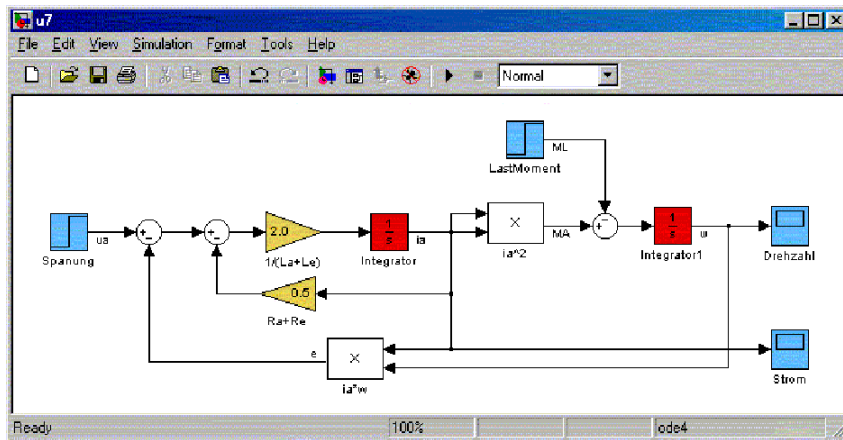 u7
File Edit View Simulation Format Tools Help
Normal
ML
LastMoment
2.0
1/s
ia
×
MA
1/s
w
Spanung
ua
1/(La+Le)
Integrator
ia^2
Integrator1
Drehzahl
0.5
Ra+Re
e
×
ia*w
Strom
Ready 100% ode4